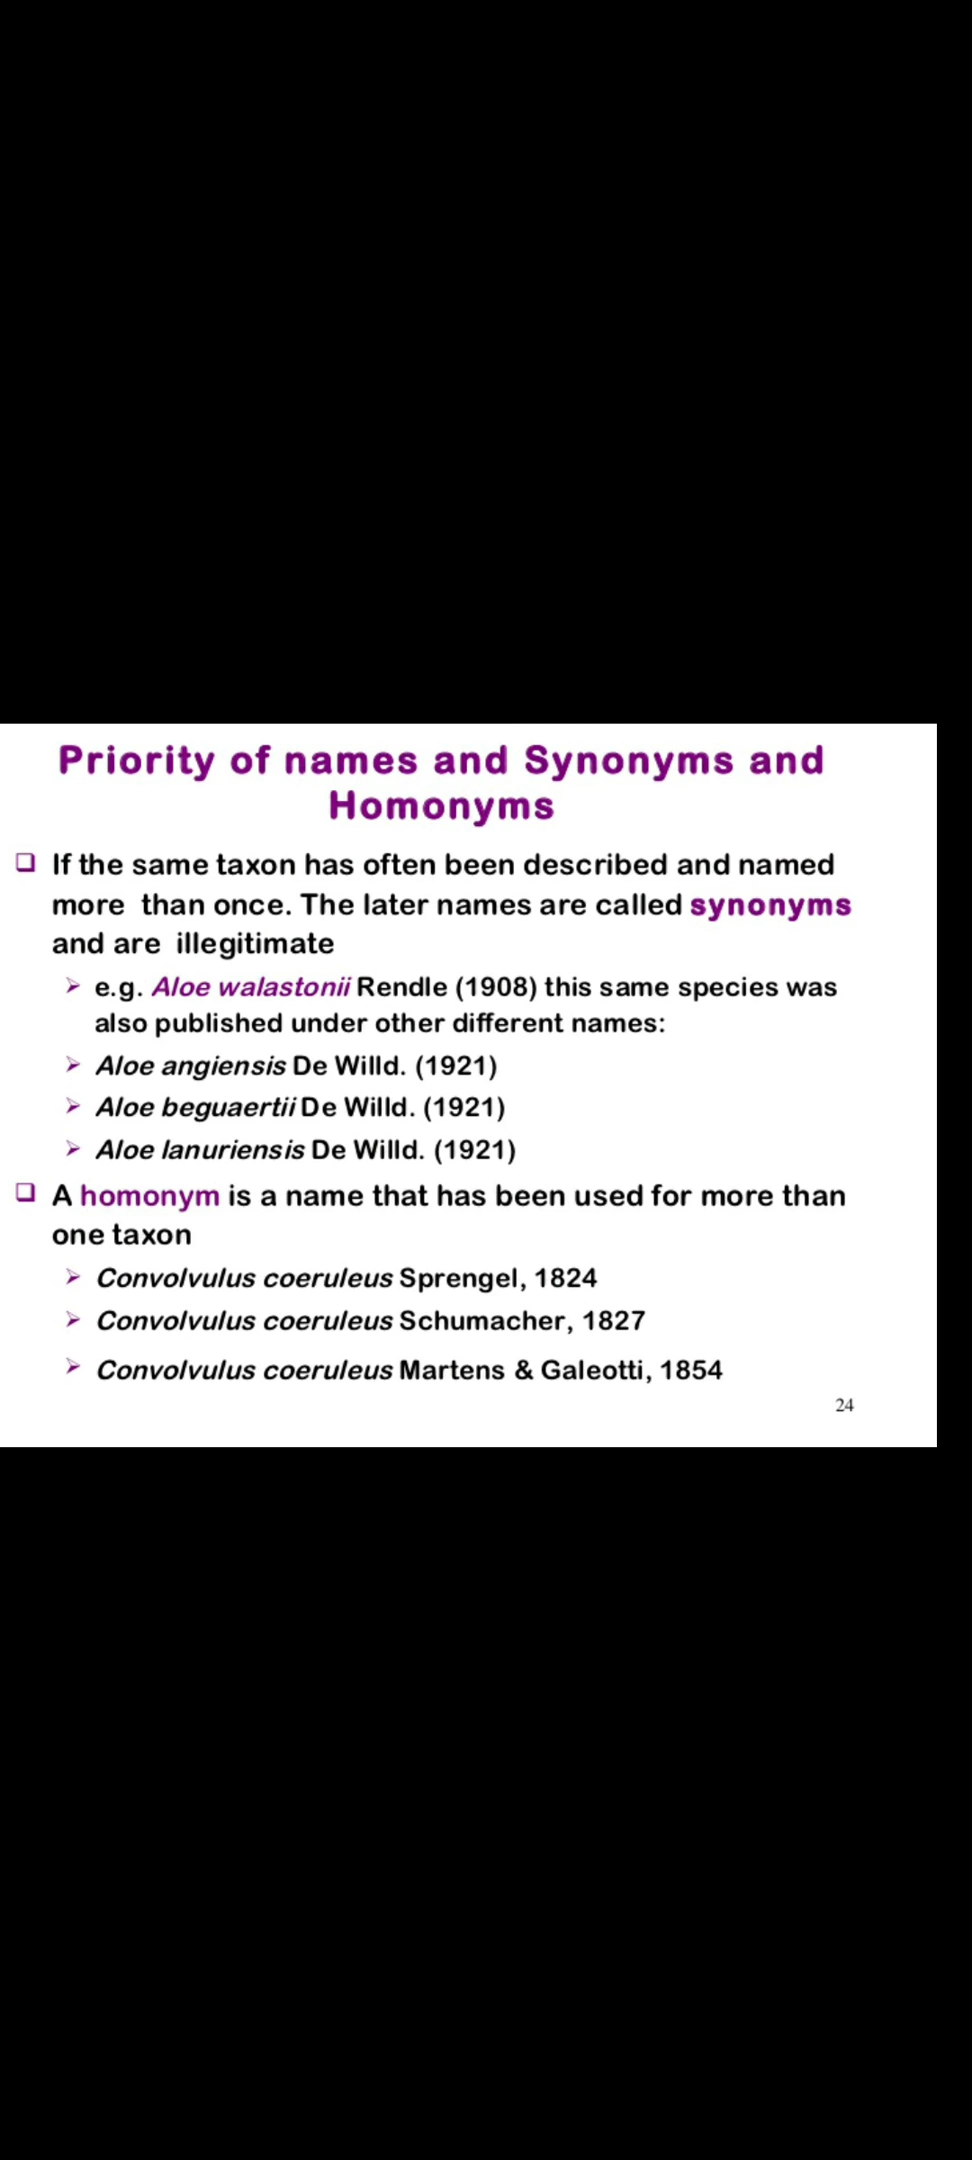 Priority of names and Synonyms and
Homonyms
❑ If the same taxon has often been described and named
more than once. The later names are called synonyms
and are illegitimate
➢ e.g. Aloe walastonii Rendle (1908) this same species was
also published under other different names:
➢ Aloe angiensis De Willd. (1921)
➢ Aloe beguaertii De Willd. (1921)
➢ Aloe lanuriensis De Willd. (1921)
❑ A homonym is a name that has been used for more than
one taxon
➢ Convolvulus coeruleus Sprengel, 1824
➢ Convolvulus coeruleus Schumacher, 1827
➢ Convolvulus coeruleus Martens & Galeotti, 1854
24